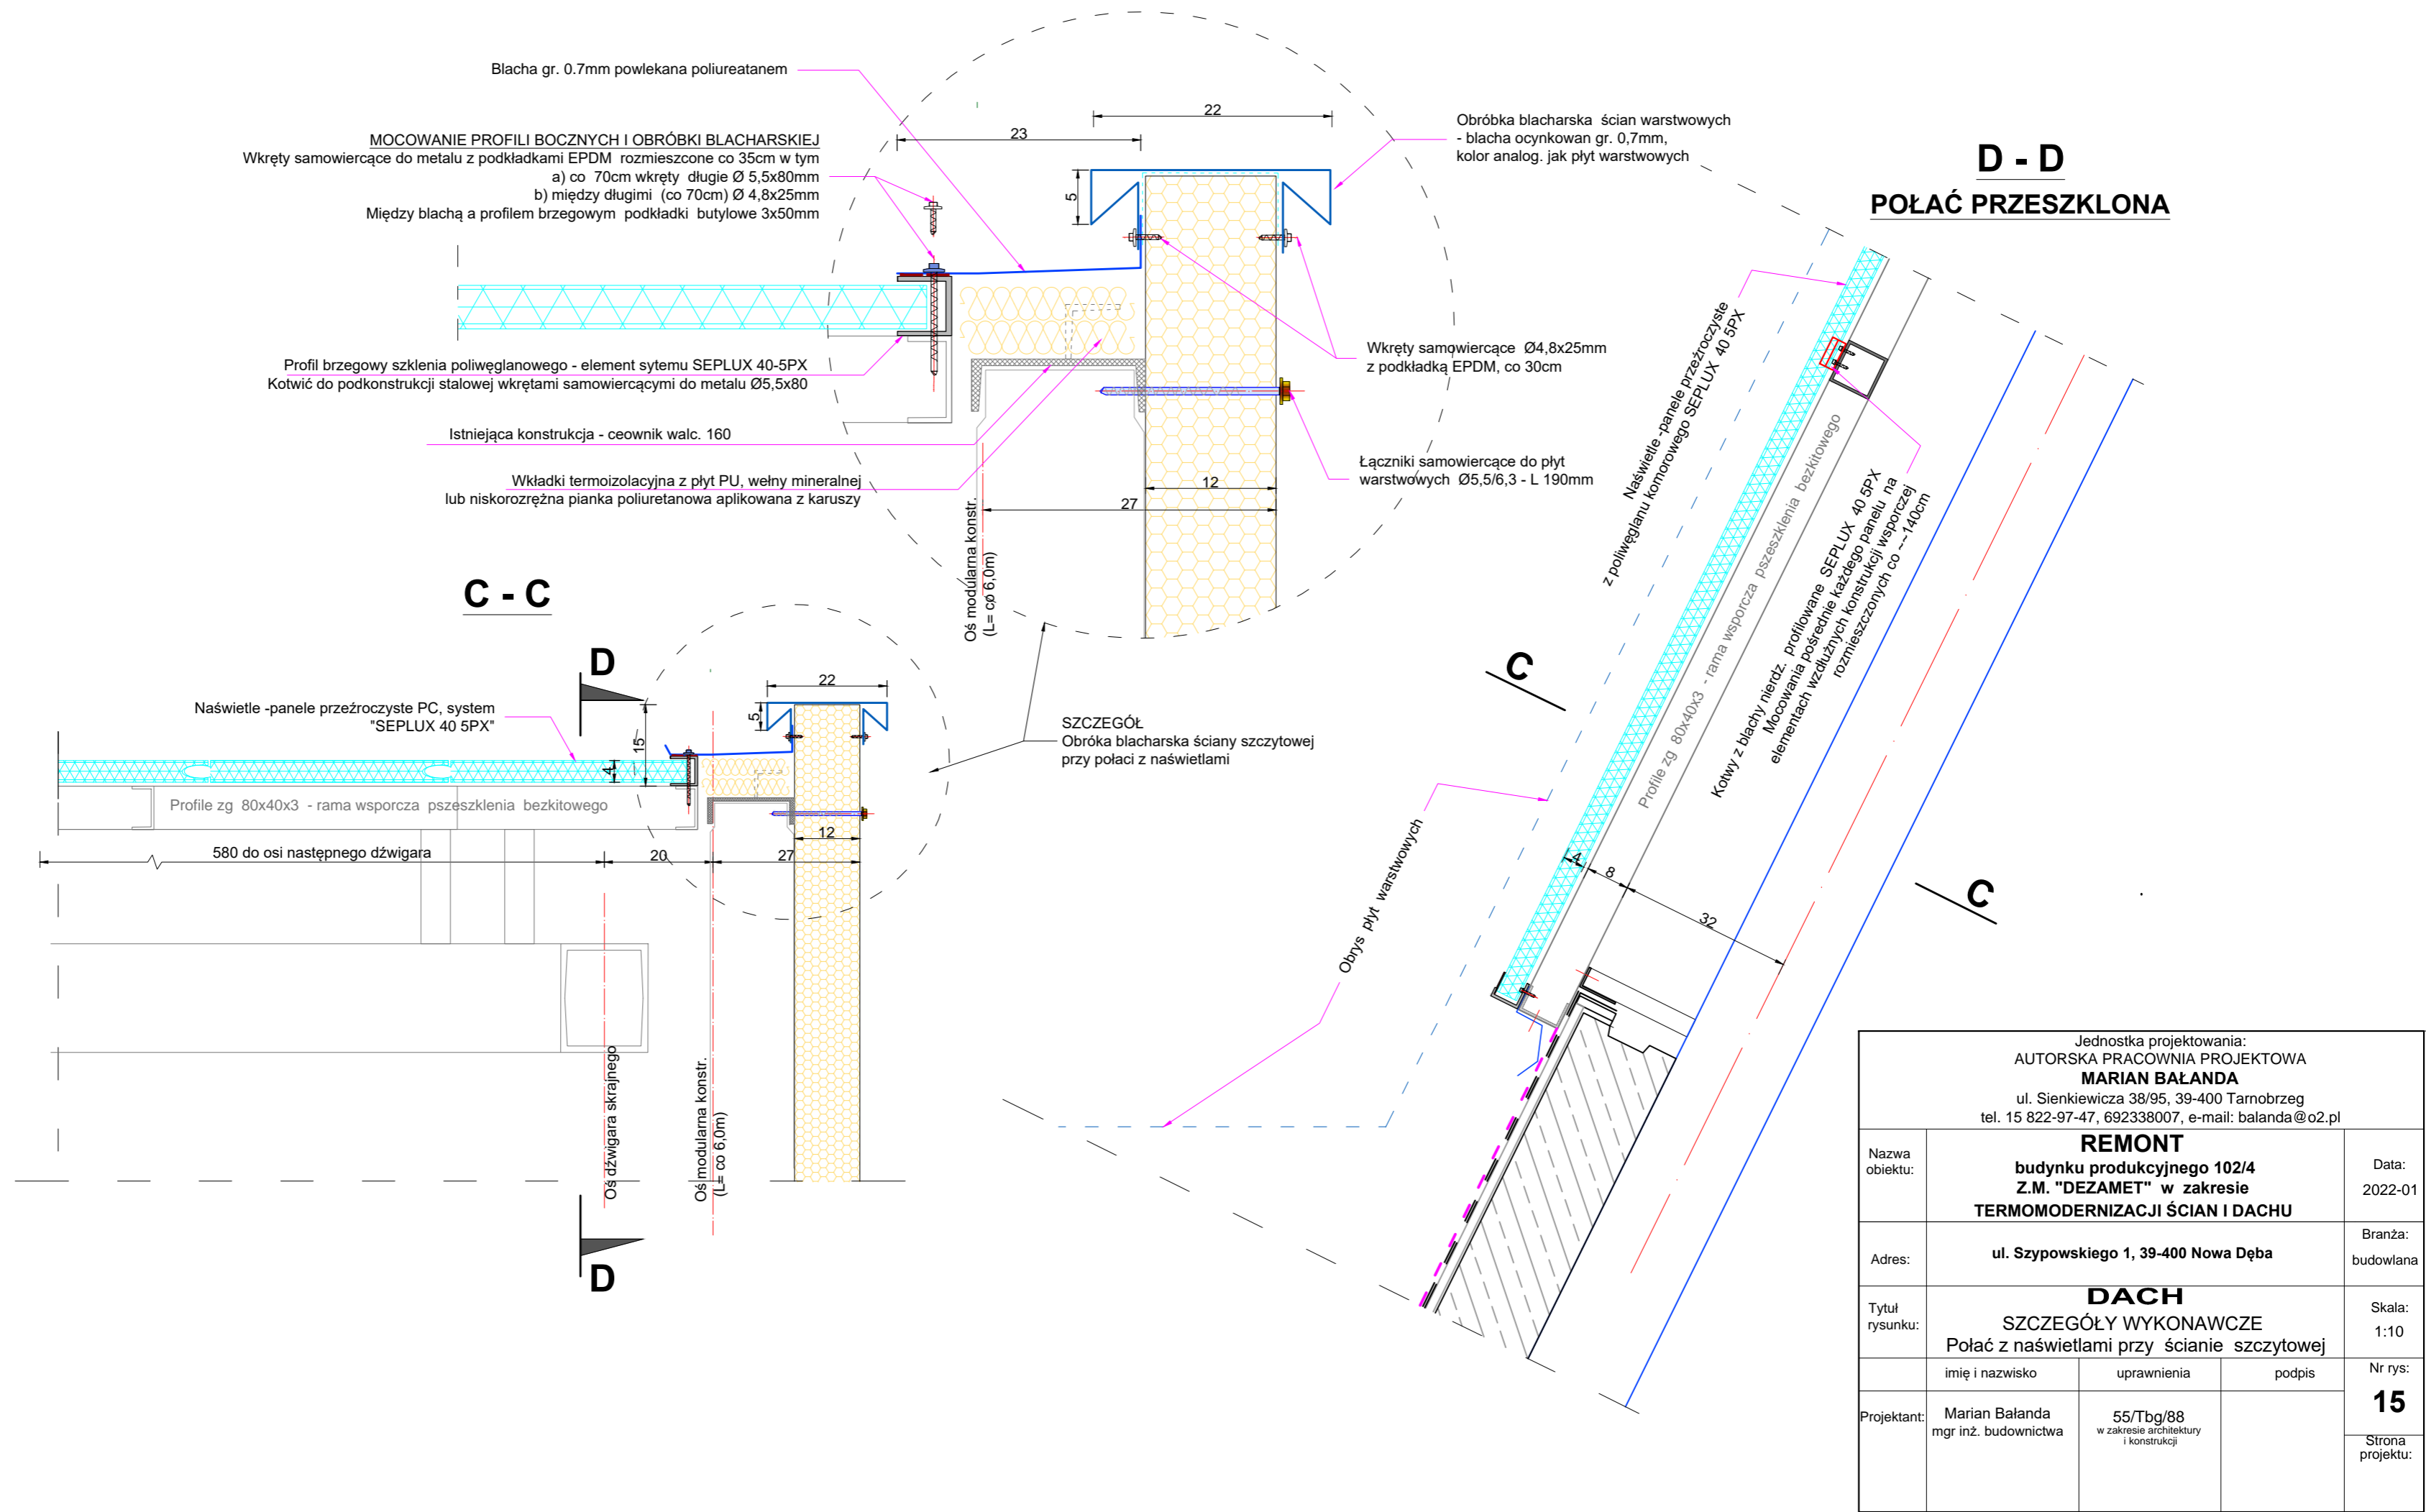 Blacha gr. 0.7mm powlekana poliureatanem
MOCOWANIE PROFILI BOCZNYCH I OBRÓBKI BLACHARSKIEJ
Wkręty samowiercące do metalu z podkładkami EPDM rozmieszcone co 35cm w tym
a) co 70cm wkręty długie Ø 5,5x80mm
b) między długimi (co 70cm) Ø 4,8x25mm
Między blachą a profilem brzegowym podkładki butylowe 3x50mm
Profil brzegowy szklenia poliwęglanowego - element sytemu SEPLUX 40-5PX
Kotwić do podkonstrukcji stalowej wkrętami samowiercącymi do metalu Ø5,5x80
Istniejąca konstrukcja - ceownik walc. 160
Wkładki termoizolacyjna z płyt PU, wełny mineralnej
lub niskorozrężna pianka poliuretanowa aplikowana z karuszy
23
22
5
12
27
Oś modularna konstr.
(L= co 6,0m)
Obróbka blacharska ścian warstwowych
- blacha ocynkowan gr. 0,7mm,
kolor analog. jak płyt warstwowych
Wkręty samowiercące Ø4,8x25mm
z podkładką EPDM, co 30cm
Łączniki samowiercące do płyt
warstwowych Ø5,5/6,3 - L 190mm
C - C
D
Naświetle -panele przeźroczyste PC, system
"SEPLUX 40 5PX"
22
5
15
4
Profile zg 80x40x3 - rama wsporcza pszeszklenia bezkitowego
12
580 do osi następnego dźwigara
20
27
Oś dźwigara skrajnego
Oś modularna konstr.
(L= co 6,0m)
D
SZCZEGÓŁ
Obróka blacharska ściany szczytowej
przy połaci z naświetlami
D - D
POŁAĆ PRZESZKLONA
Naświetle -panele przeźroczyste
z poliwęglanu komorowego SEPLUX 40 5PX
Profile zg 80x40x3 - rama wsporcza pszeszklenia bezkitowego
Kotwy z blachy nierdz. profilowane SEPLUX 40 5PX
Mocowania pośrednie każdego panelu na
elementach wzdłużnych konstrukcji wsporczej
rozmieszczonych co ~~140cm
C
C
4
8
32
Obrys płyt warstwowych
Jednostka projektowania:
AUTORSKA PRACOWNIA PROJEKTOWA
MARIAN BAŁANDA
ul. Sienkiewicza 38/95, 39-400 Tarnobrzeg
tel. 15 822-97-47, 692338007, e-mail: balanda@o2.pl
Nazwa
obiektu:
REMONT
budynku produkcyjnego 102/4
Z.M. "DEZAMET" w zakresie
TERMOMODERNIZACJI ŚCIAN I DACHU
Data:
2022-01
Adres:
ul. Szypowskiego 1, 39-400 Nowa Dęba
Branża:
budowlana
Tytuł
rysunku:
DACH
SZCZEGÓŁY WYKONAWCZE
Połać z naświetlami przy ścianie szczytowej
Skala:
1:10
imię i nazwisko
uprawnienia
podpis
Nr rys:
15
Projektant:
Marian Bałanda
mgr inż. budownictwa
55/Tbg/88
w zakresie architektury
i konstrukcji
Strona
projektu: